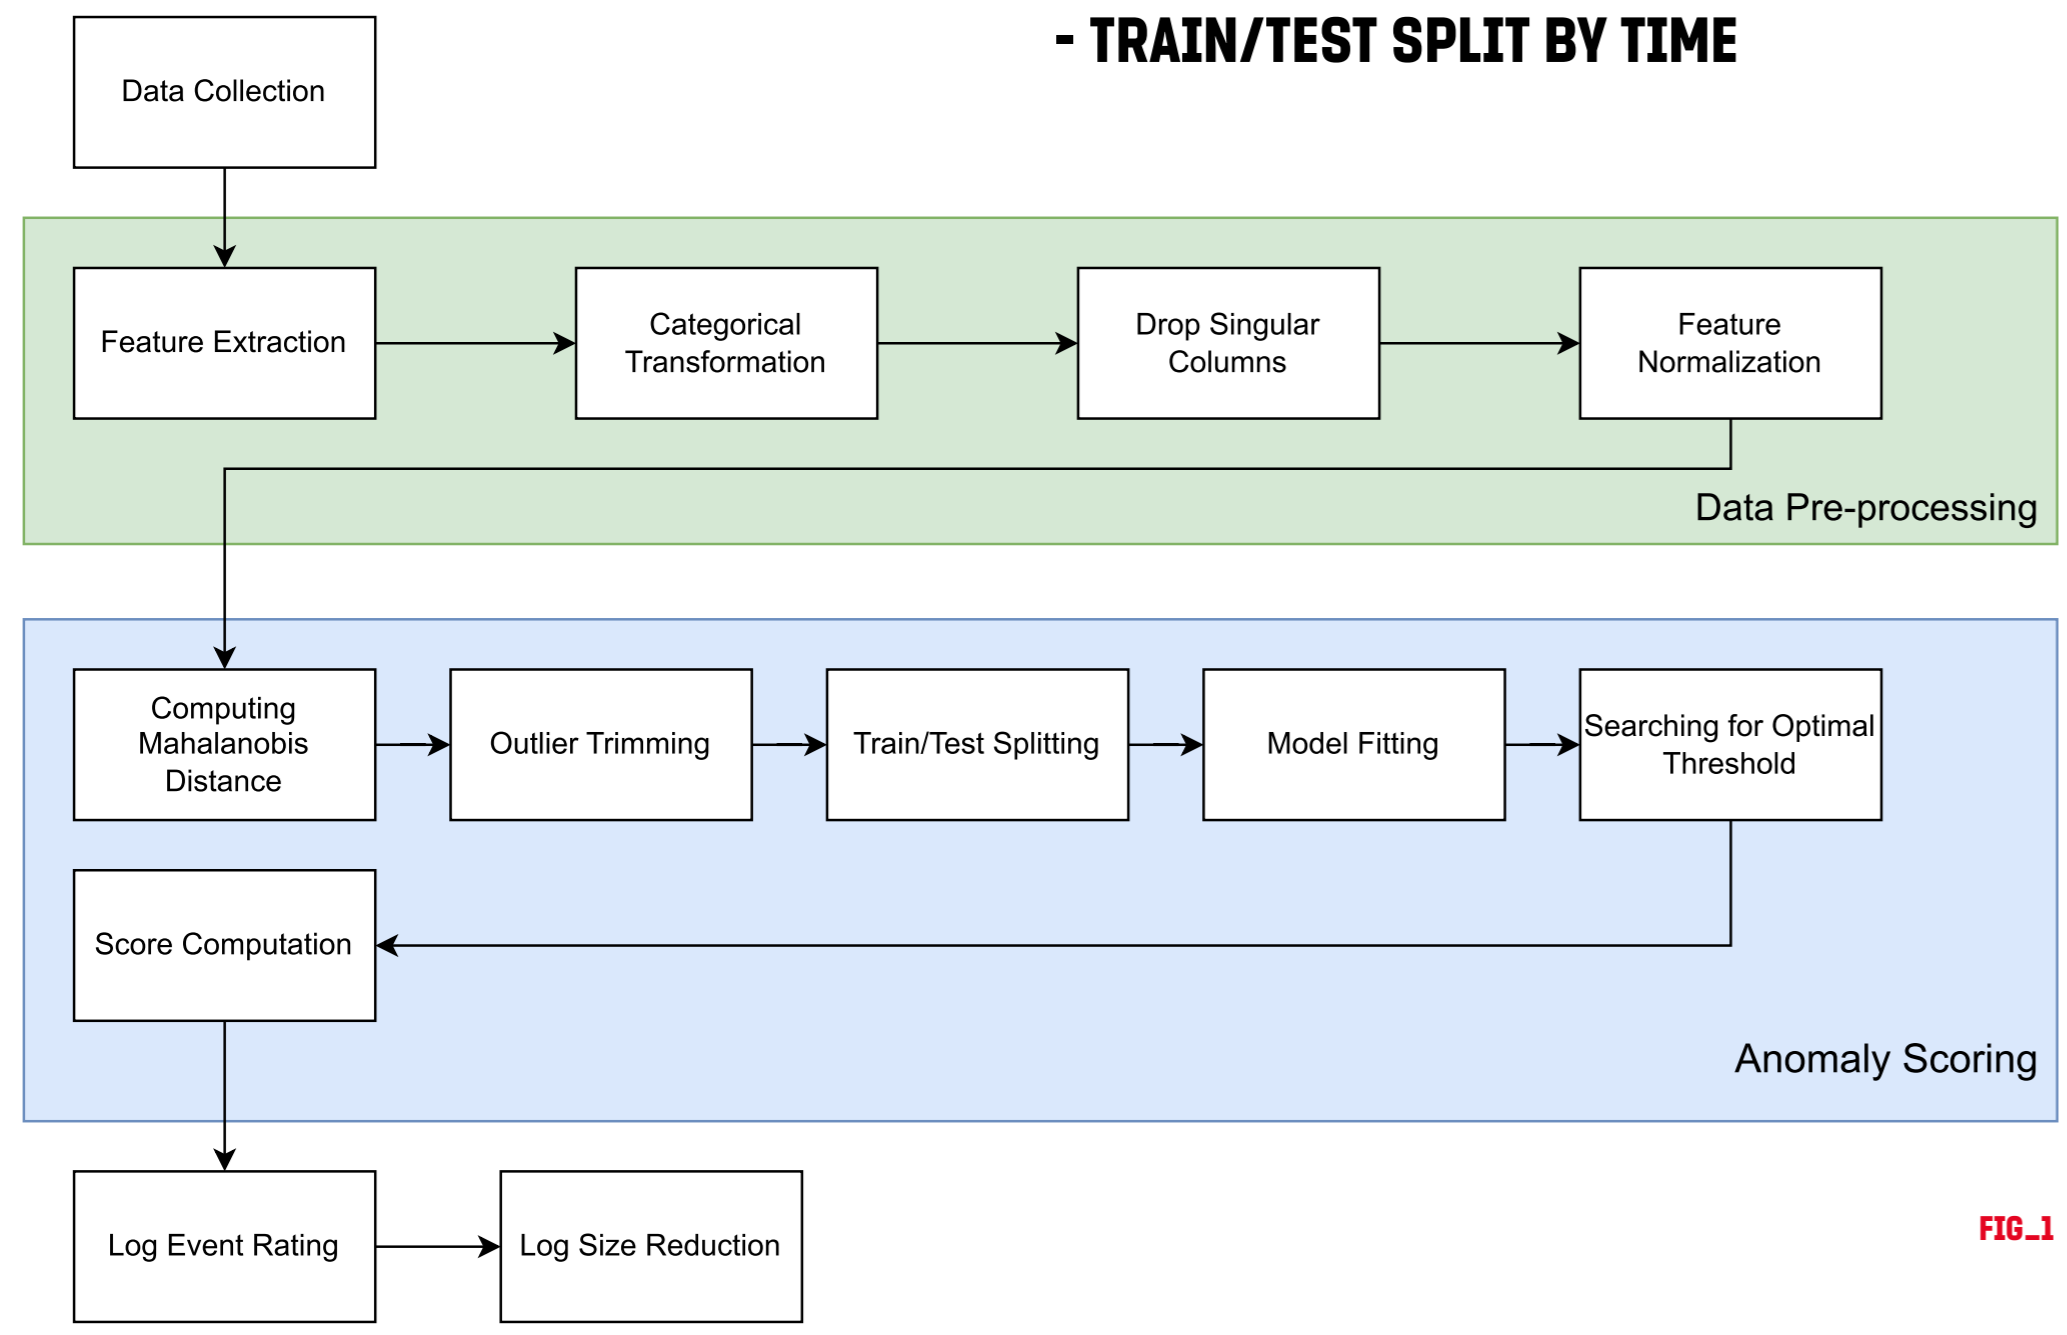 - TRAIN/TEST SPLIT BY TIME
Data Collection
Feature Extraction
Categorical
Transformation
Drop Singular
Columns
Feature
Normalization
Data Pre-processing
Computing
Mahalanobis
Distance
Outlier Trimming
Train/Test Splitting
Model Fitting
Searching for Optimal
Threshold
Score Computation
Anomaly Scoring
Log Event Rating
Log Size Reduction
FIG_1